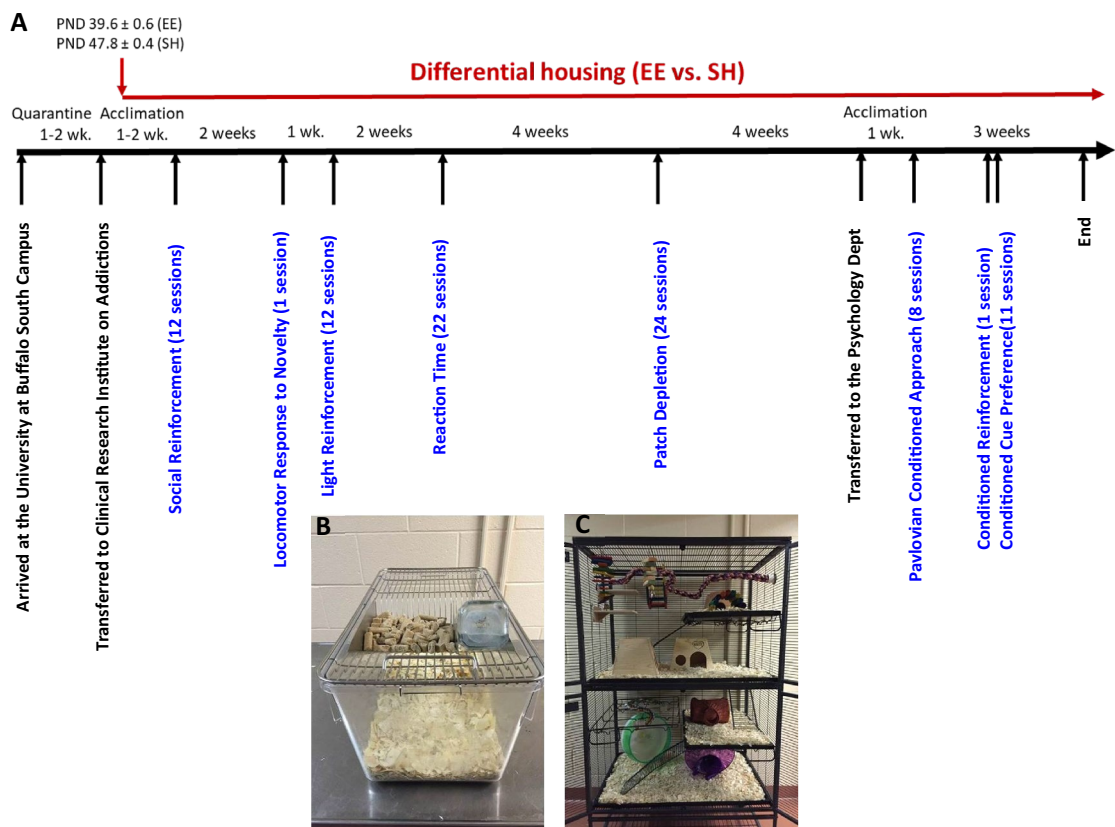 A
PND 39.6 ± 0.6 (EE)
PND 47.8 ± 0.4 (SH)
Differential housing (EE vs. SH)
Quarantine
Acclimation
Acclimation
1-2 wk.
1-2 wk.
2 weeks
1 wk.
2 weeks
4 weeks
4 weeks
1 wk.
3 weeks
Arrived at the University at Buffalo South Campus
Transferred to Clinical Research Institute on Addictions
Social Reinforcement (12 sessions)
Locomotor Response to Novelty (1 session)
Light Reinforcement (12 sessions)
Reaction Time (22 sessions)
Patch Depletion (24 sessions)
Transferred to the Psychology Dept
Pavlovian Conditioned Approach (8 sessions)
Conditioned Reinforcement (1 session)
Conditioned Cue Preference(11 sessions)
End
B
C